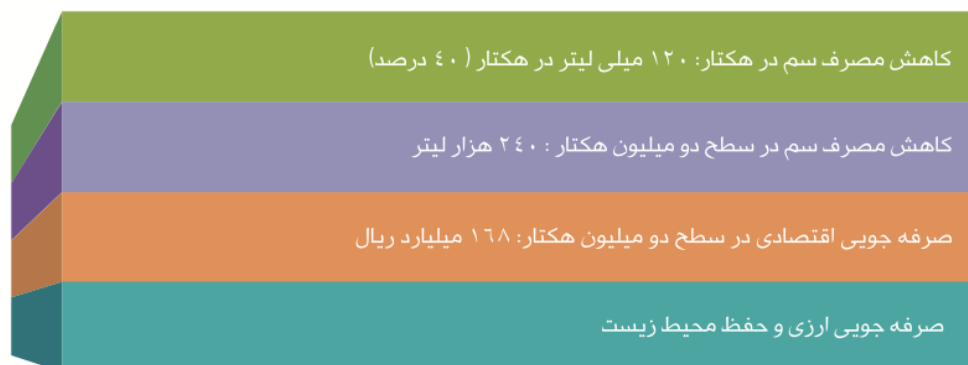 کاهش مصرف سم در هکتار: ۱۲۰ میلی لیتر در هکتار (۴۰ درصد)
کاهش مصرف سم در سطح دو میلیون هکتار : ۲۴۰ هزار لیتر
صرفه جویی اقتصادی در سطح دو میلیون هکتار: ۱۶۸ میلیارد ریال
صرفه جویی ارزی و حفظ محیط زیست